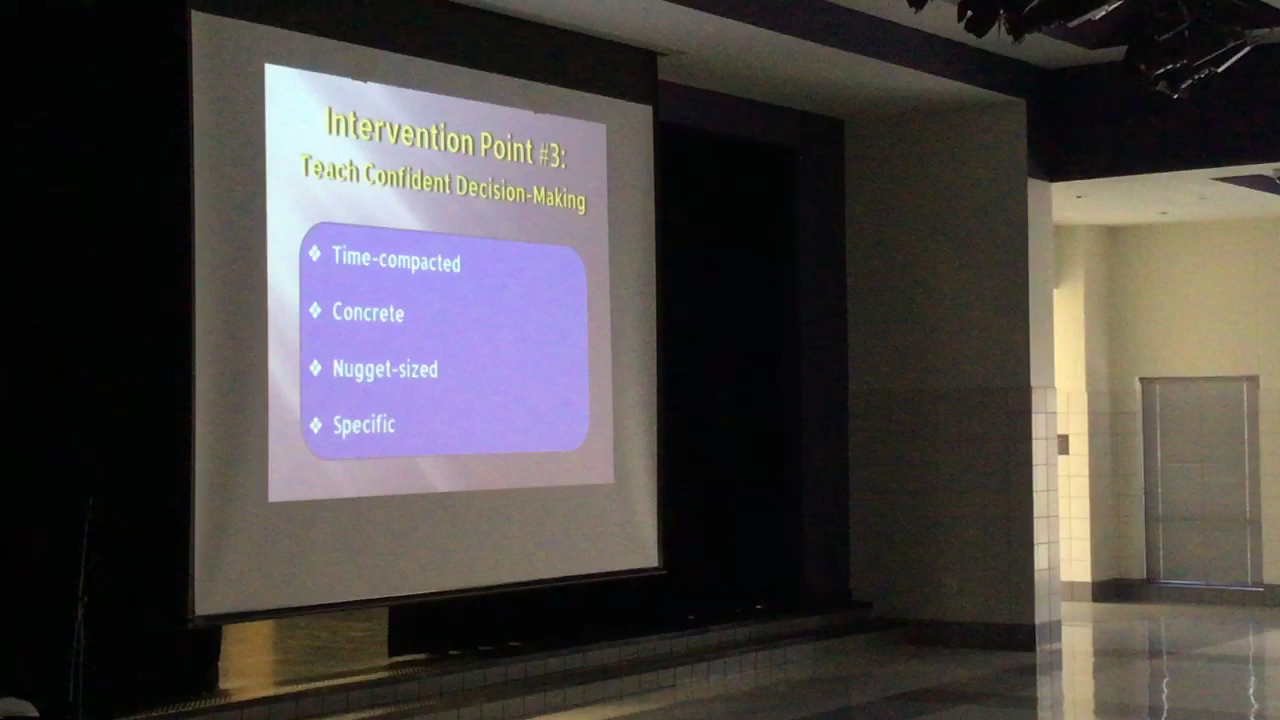 Intervention Point #3:
Teach Confident Decision-Making
❖ Time-compacted
❖ Concrete
❖ Nugget-sized
❖ Specific